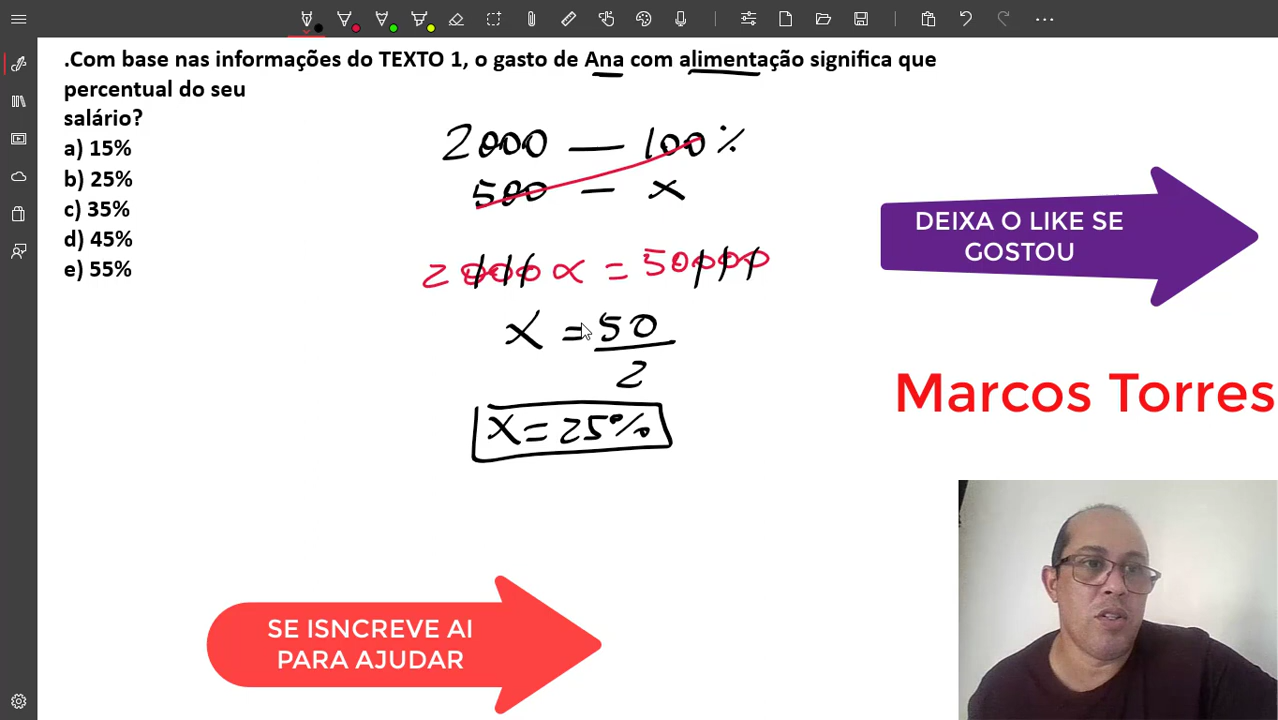 .Com base nas informações do TEXTO 1, o gasto de Ana com alimentação significa que
percentual do seu
salário?
a) 15%
b) 25%
c) 35%
d) 45%
e) 55%
2000 — 100%
500 — x
2000x = 50000
x = 50
2
x = 25%
DEIXA O LIKE SE
GOSTOU
Marcos Torres
SE ISNCREVE AI
PARA AJUDAR